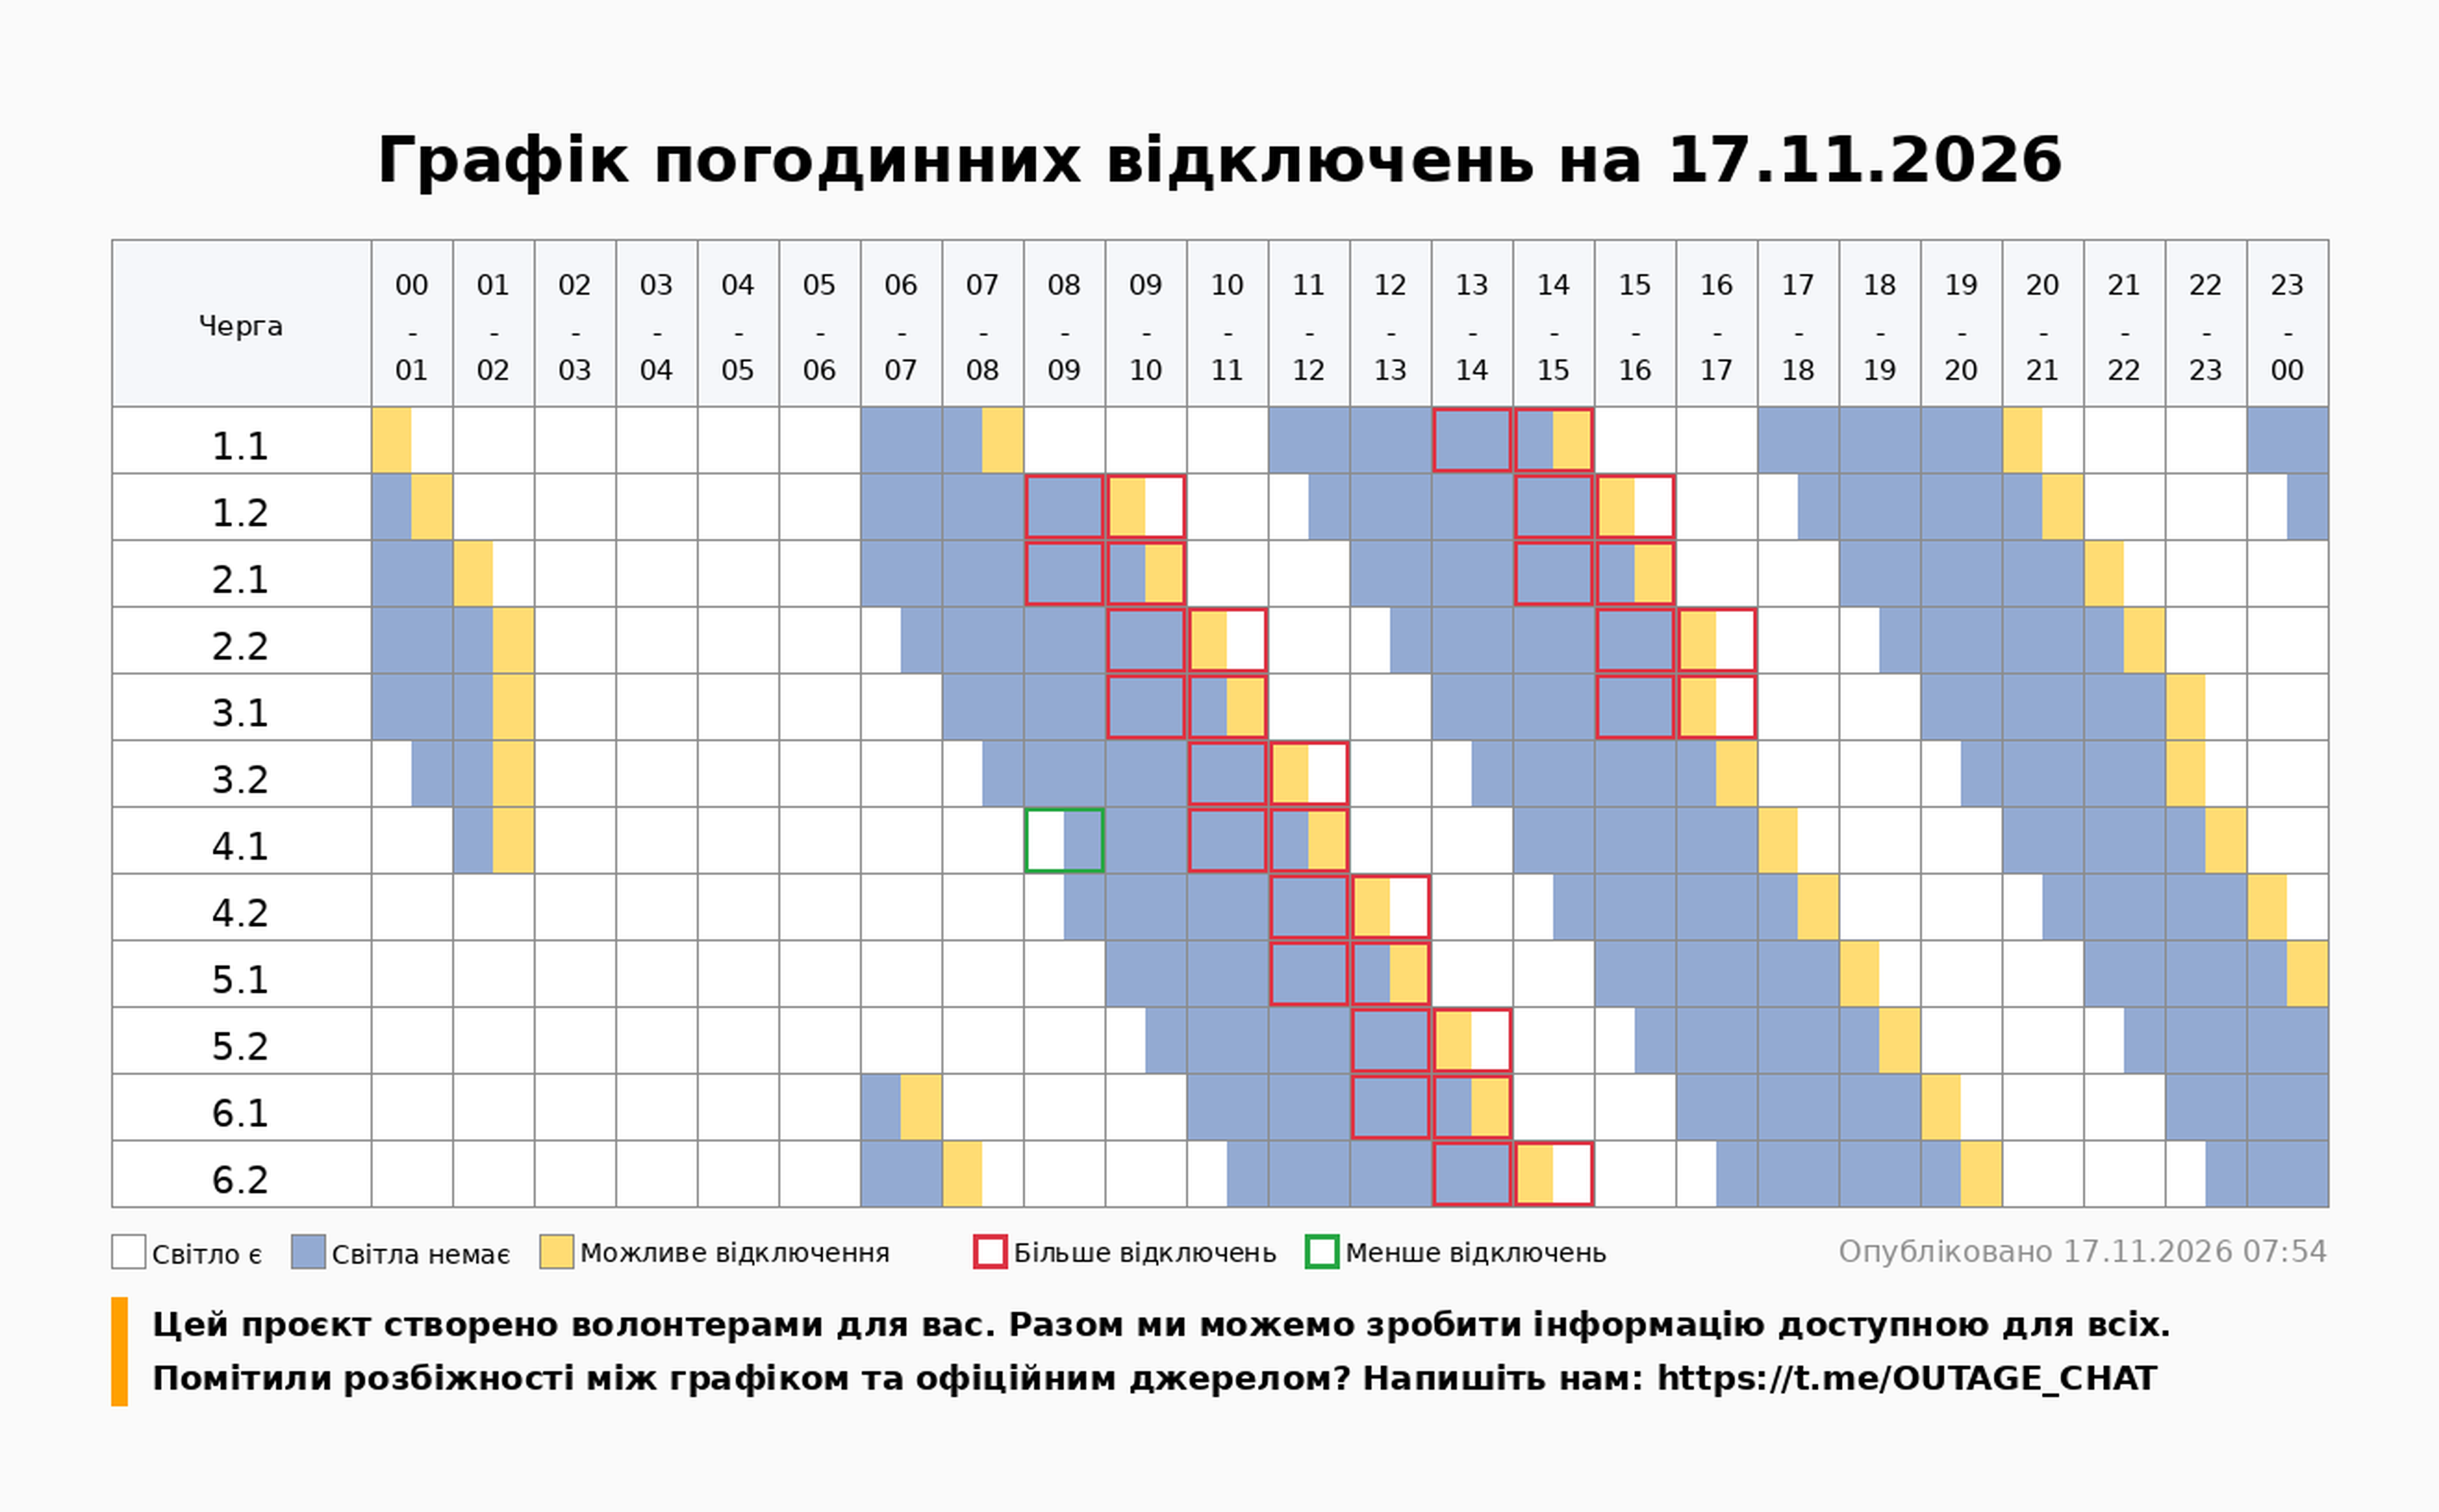 Графік погодинних відключень на 17.11.2026
Черга 00 - 01 01 - 02 02 - 03 03 - 04 04 - 05 05 - 06 06 - 07 07 - 08 08 - 09 09 - 10 10 - 11 11 - 12 12 - 13 13 - 14 14 - 15 15 - 16 16 - 17 17 - 18 18 - 19 19 - 20 20 - 21 21 - 22 22 - 23 23 - 00
1.1
1.2
2.1
2.2
3.1
3.2
4.1
4.2
5.1
5.2
6.1
6.2
Світло є Світла немає Можливе відключення Більше відключень Менше відключень Опубліковано 17.11.2026 07:54
Цей проєкт створено волонтерами для вас. Разом ми можемо зробити інформацію доступною для всіх.
Помітили розбіжності між графіком та офіційним джерелом? Напишіть нам: https://t.me/OUTAGE_CHAT